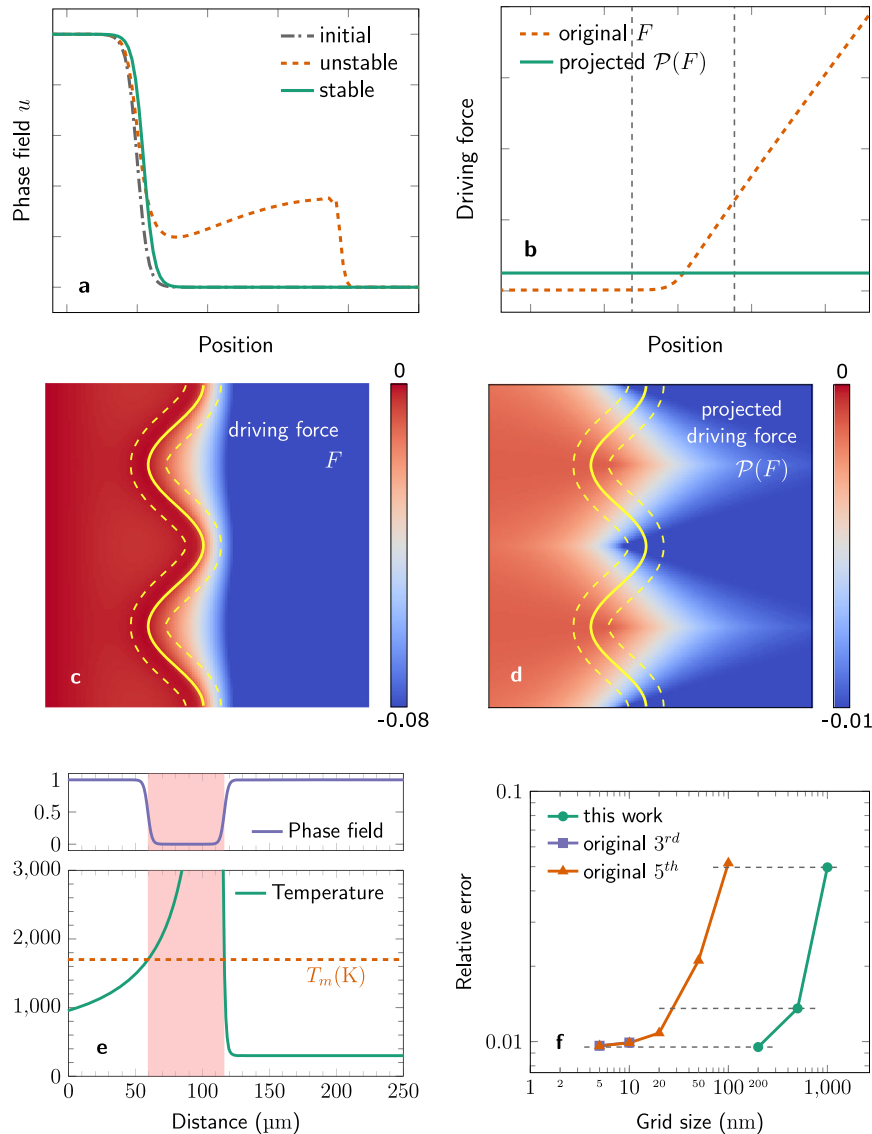 initial
unstable
stable
Phase field u
a
Position
original F
projected P(F)
Driving force
b
Position
driving force
F
c
0
-0.08
projected
driving force
P(F)
d
0
-0.01
1
0.5
0
Phase field
3,000
2,000
1,000
0
Temperature
T_m(K)
e
0
50
100
150
200
250
Distance (µm)
0.1
0.01
Relative error
this work
original 3^rd
original 5^th
f
1
2
5
10
20
50
100
200
1,000
Grid size (nm)